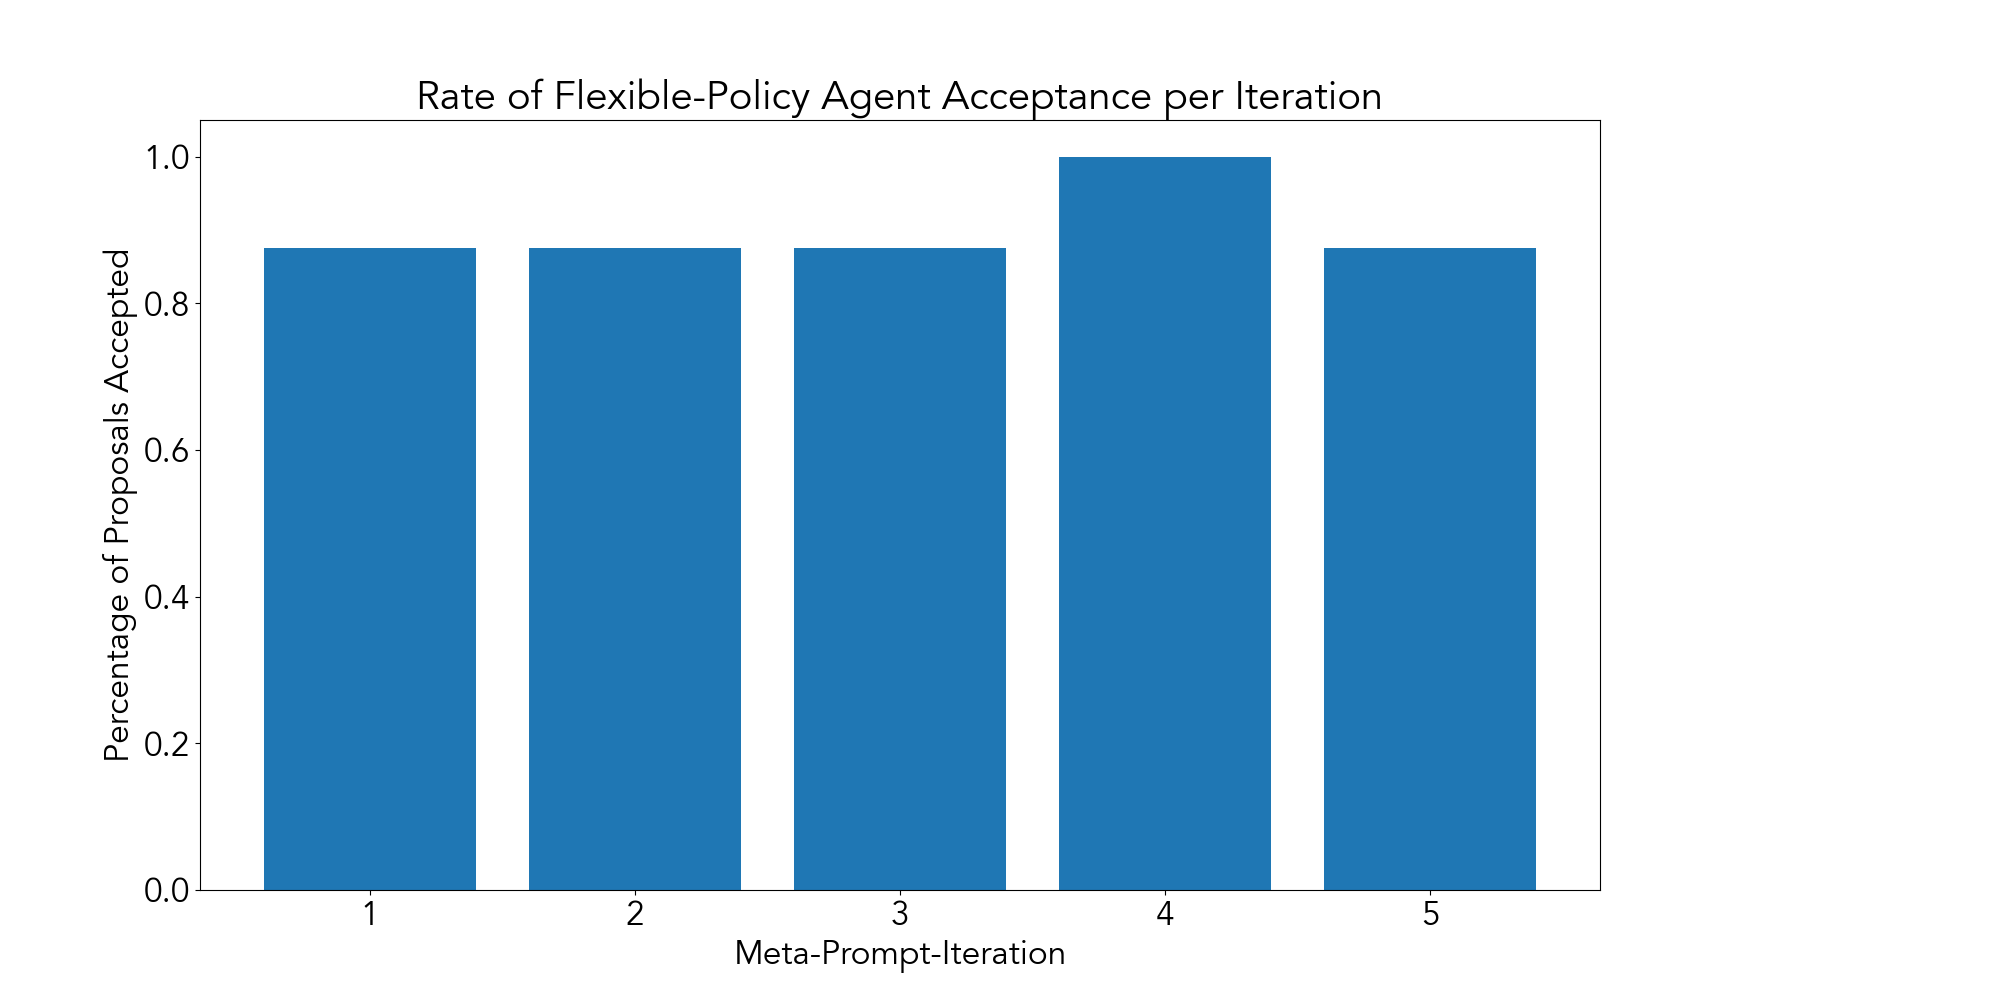 Rate of Flexible-Policy Agent Acceptance per Iteration
Percentage of Proposals Accepted
1.0
0.8
0.6
0.4
0.2
0.0
1 2 3 4 5
Meta-Prompt-Iteration